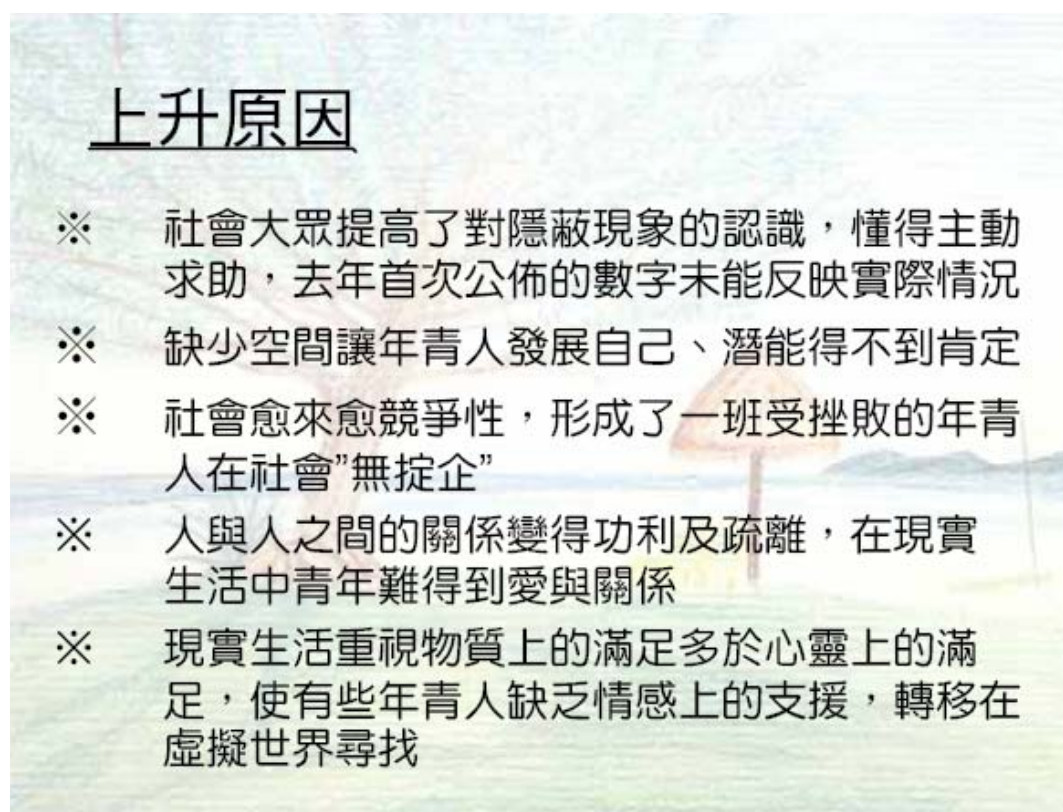 上升原因
※ 社會大眾提高了對隱蔽現象的認識，懂得主動
求助，去年首次公佈的數字未能反映實際情況
※ 缺少空間讓年青人發展自己、潛能得不到肯定
※ 社會愈來愈競爭性，形成了一班受挫敗的年青
人在社會”無掟企”
※ 人與人之間的關係變得功利及疏離，在現實
生活中青年難得到愛與關係
※ 現實生活重視物質上的滿足多於心靈上的滿
足，使有些年青人缺乏情感上的支援，轉移在
虛擬世界尋找